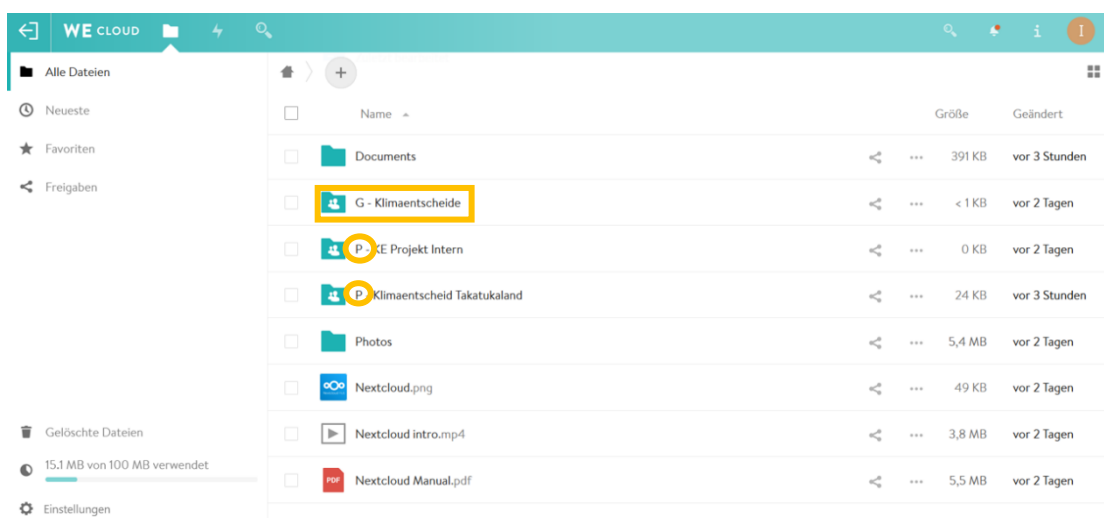 WE CLOUD
I
Alle Dateien
Neueste
Favoriten
Freigaben
Name Größe Geändert
Documents 391 KB vor 3 Stunden
G - Klimaentscheide < 1 KB vor 2 Tagen
P - KE Projekt Intern 0 KB vor 2 Tagen
P - Klimaentscheid Takatukaland 24 KB vor 3 Stunden
Photos 5,4 MB vor 2 Tagen
Nextcloud.png 49 KB vor 2 Tagen
Nextcloud intro.mp4 3,8 MB vor 2 Tagen
PDF Nextcloud Manual.pdf 5,5 MB vor 2 Tagen
Gelöschte Dateien
15.1 MB von 100 MB verwendet
Einstellungen